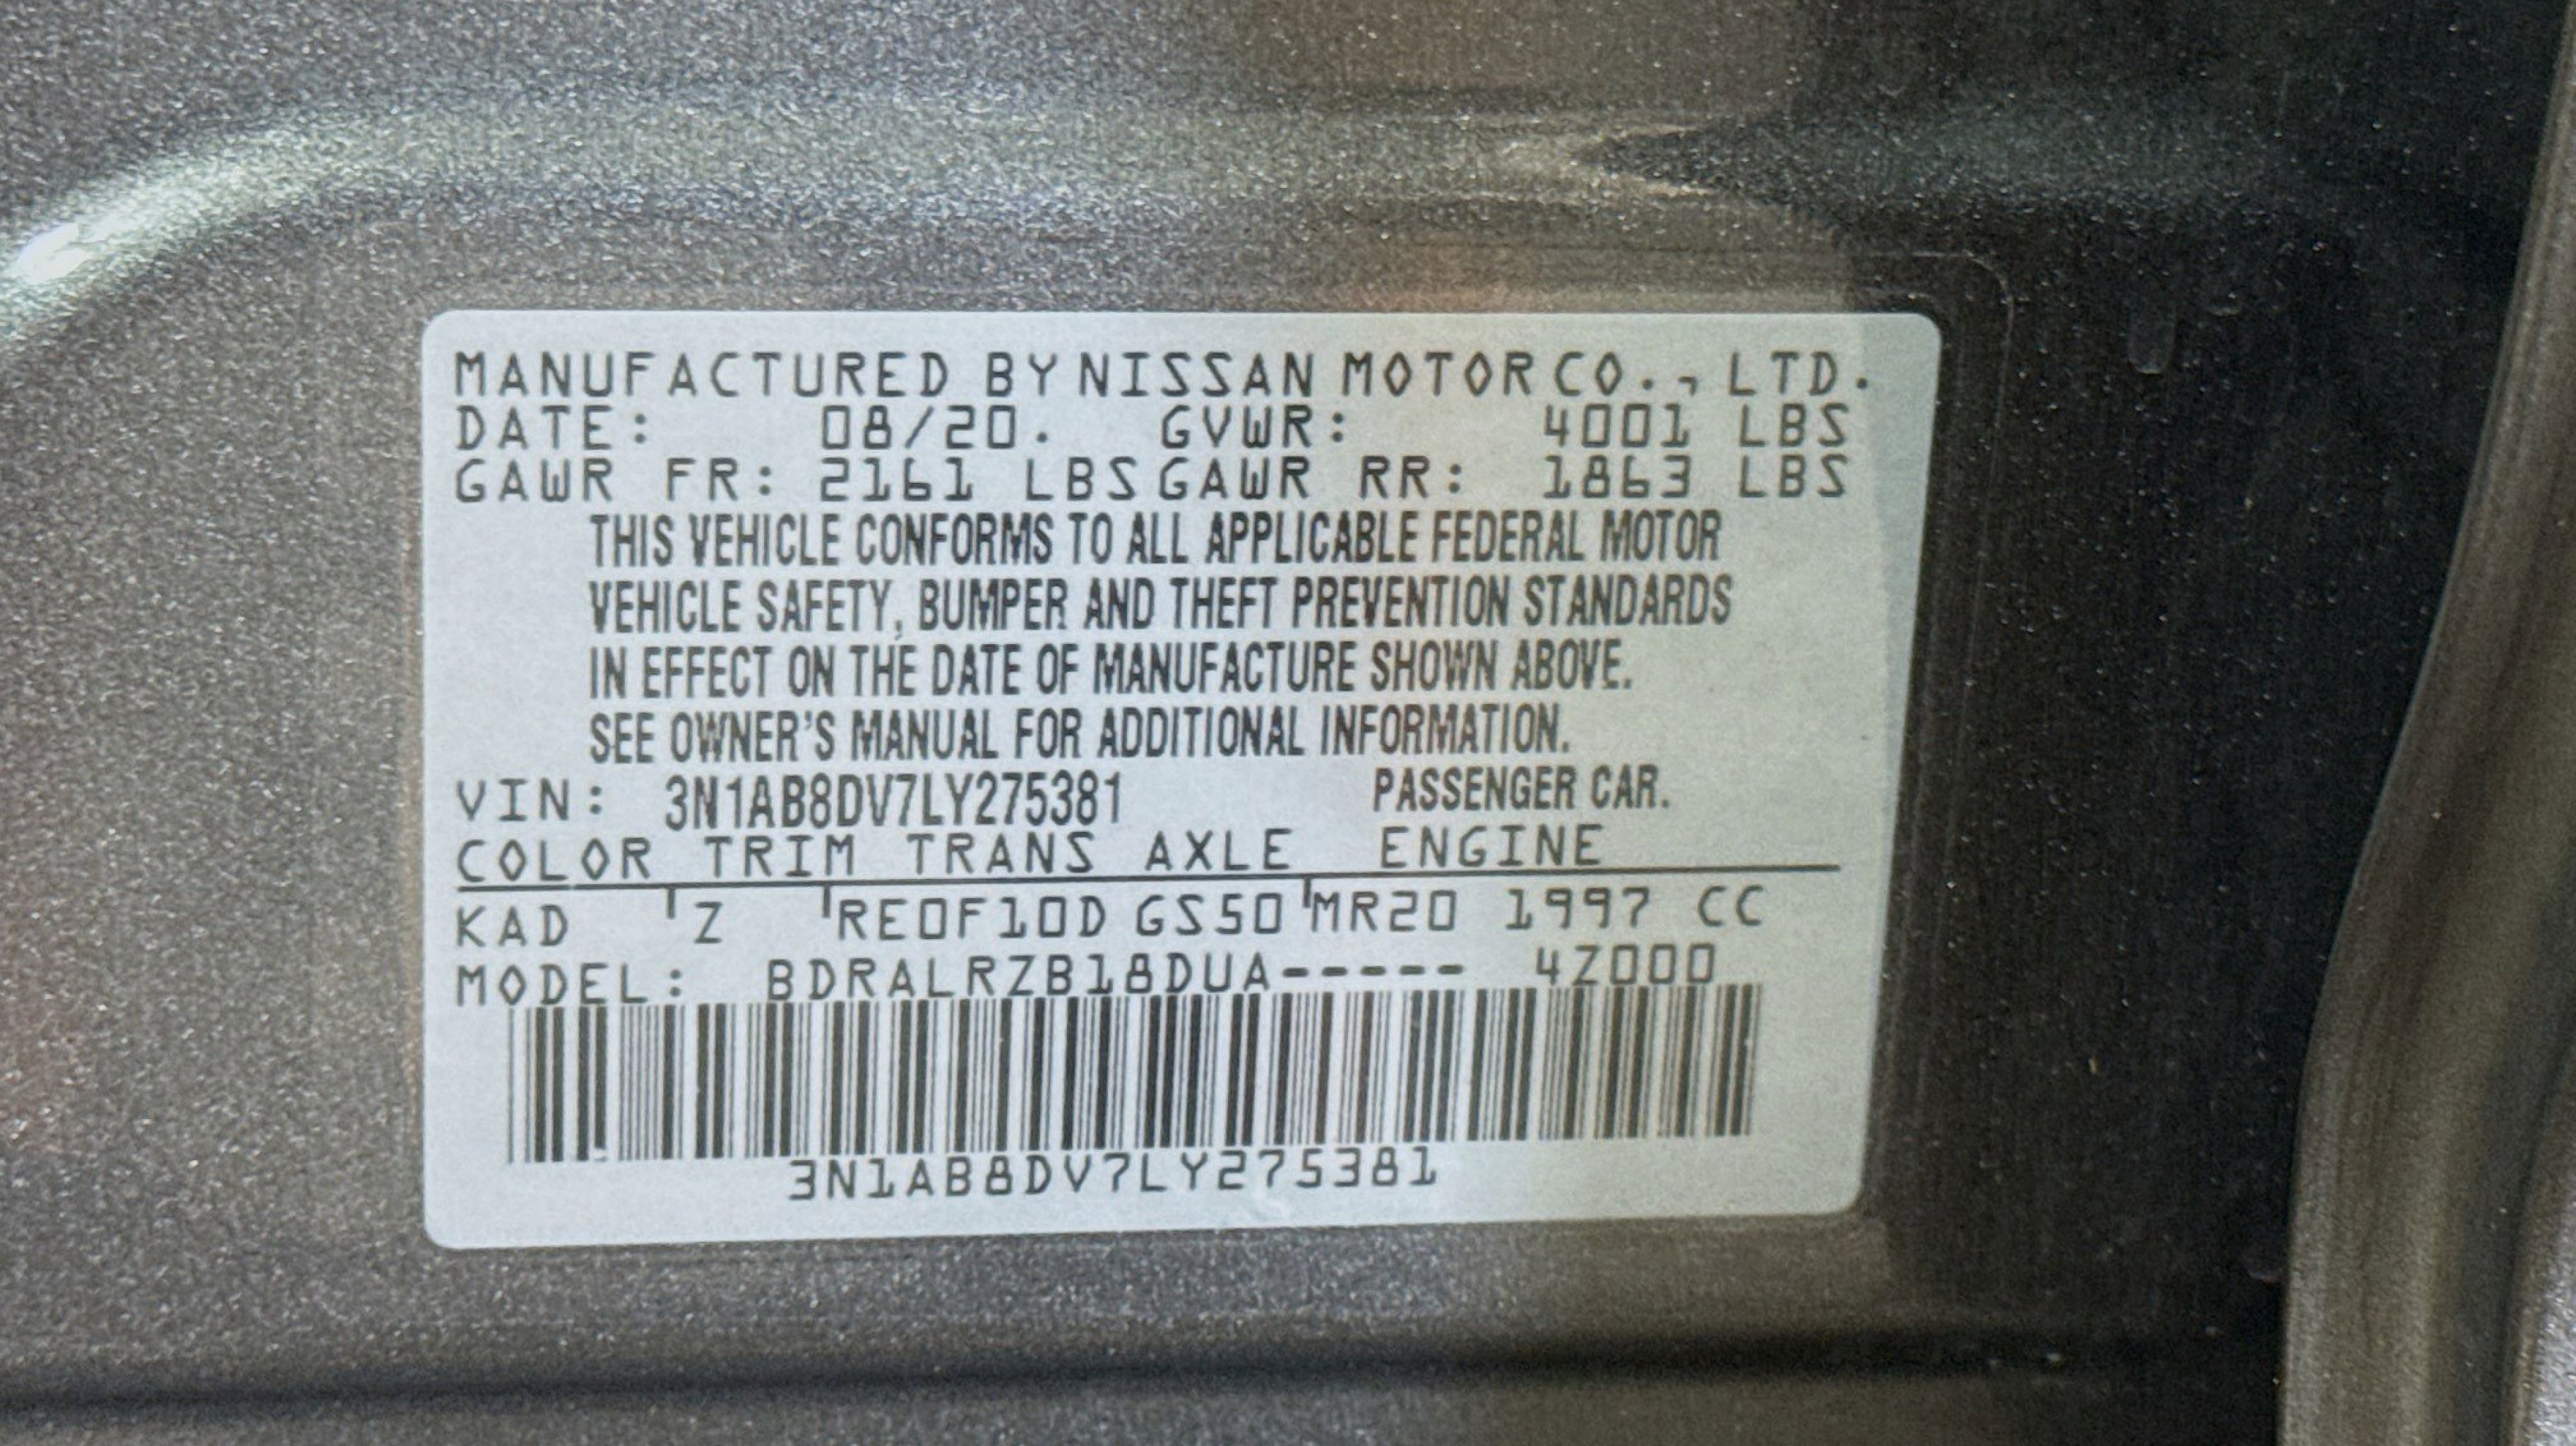 MANUFACTURED BY NISSAN MOTOR CO., LTD.
DATE: 08/20. GVWR: 4001 LBS
GAWR FR: 2161 LBS GAWR RR: 1863 LBS
THIS VEHICLE CONFORMS TO ALL APPLICABLE FEDERAL MOTOR
VEHICLE SAFETY, BUMPER AND THEFT PREVENTION STANDARDS
IN EFFECT ON THE DATE OF MANUFACTURE SHOWN ABOVE.
SEE OWNER'S MANUAL FOR ADDITIONAL INFORMATION.
VIN: 3N1AB8DV7LY275381 PASSENGER CAR.
COLOR TRIM TRANS AXLE ENGINE
KAD Z RE0F10D GS50 MR20 1997 CC
MODEL: BDRALRZB18DUA----- 4Z000
3N1AB8DV7LY275381